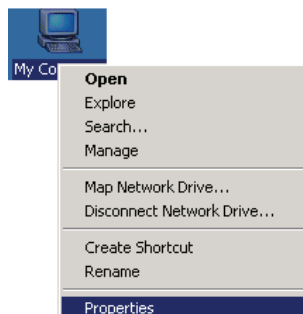 My Co
Open
Explore
Search...
Manage
Map Network Drive...
Disconnect Network Drive...
Create Shortcut
Rename
Properties